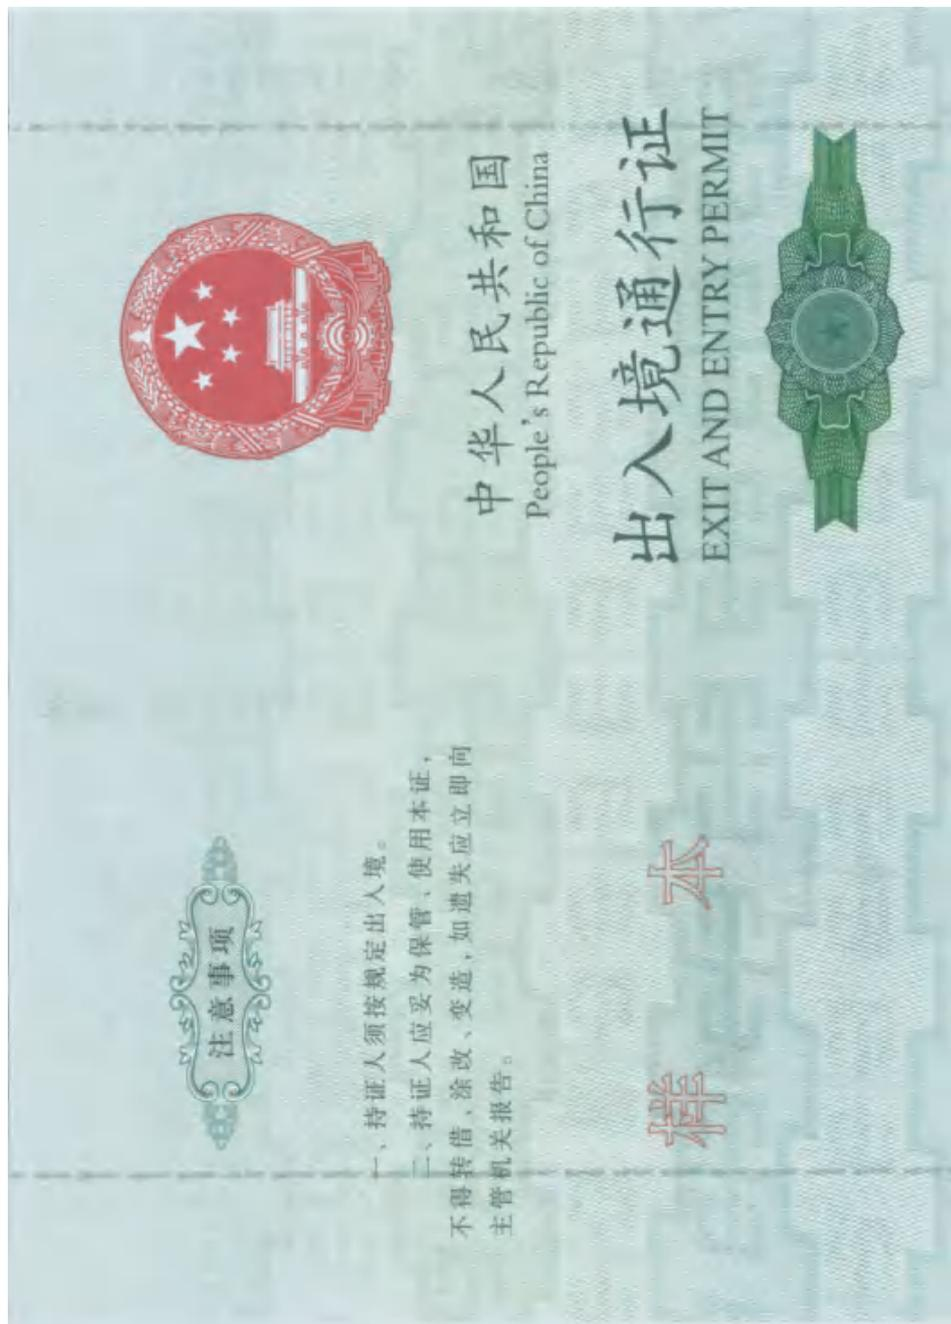 中华人民共和国
People's Republic of China
出入境通行证
EXIT AND ENTRY PERMIT
注意事项
一、持证人须按规定出入境。
二、持证人应妥为保管、使用本证，
不得转借、涂改、变造，如遗失应立即向
主管机关报告。
样 本